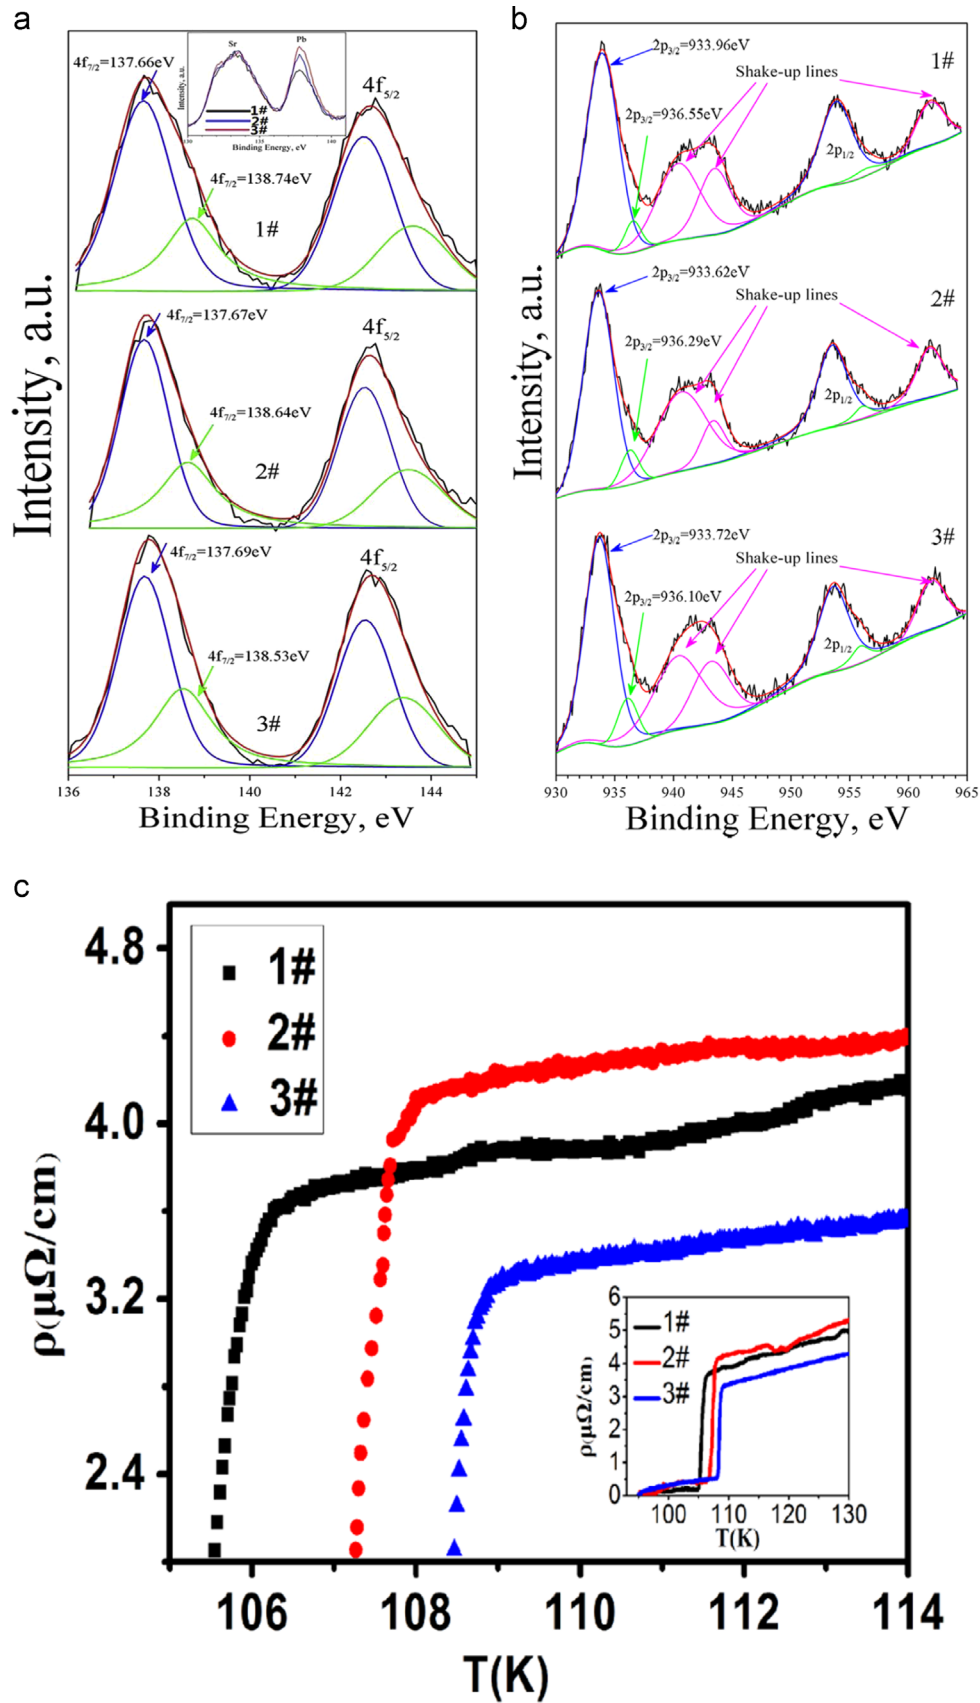 a
4f7/2=137.66eV
Sr
Pb
Intensity, a.u.
1#
2#
3#
130
135
140
Binding Energy, eV
4f5/2
4f7/2=138.74eV
1#
4f7/2=137.67eV
4f5/2
4f7/2=138.64eV
2#
4f7/2=137.69eV
4f5/2
4f7/2=138.53eV
3#
Intensity, a.u.
136
138
140
142
144
Binding Energy, eV
b
2p3/2=933.96eV
1#
Shake-up lines
2p3/2=936.55eV
2p1/2
2p3/2=933.62eV
2#
Shake-up lines
2p3/2=936.29eV
2p1/2
2p3/2=933.72eV
3#
Shake-up lines
2p3/2=936.10eV
2p1/2
Intensity, a.u.
930
935
940
945
950
955
960
965
Binding Energy, eV
c
4.8
4.0
3.2
2.4
ρ(μΩ/cm)
1#
2#
3#
6
5
4
3
2
1
0
ρ(μΩ/cm)
1#
2#
3#
100
110
120
130
T(K)
106
108
110
112
114
T(K)